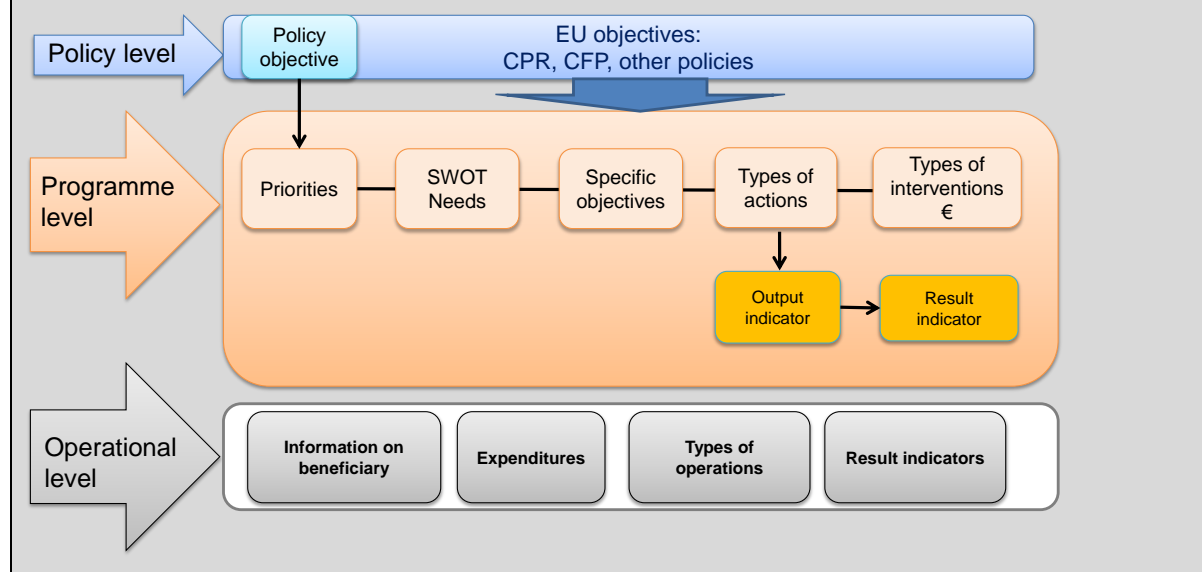 Policy level
Policy
objective
EU objectives:
CPR, CFP, other policies
Programme
level
Priorities
SWOT
Needs
Specific
objectives
Types of
actions
Types of
interventions
€
Output
indicator
Result
indicator
Operational
level
Information on
beneficiary
Expenditures
Types of
operations
Result indicators